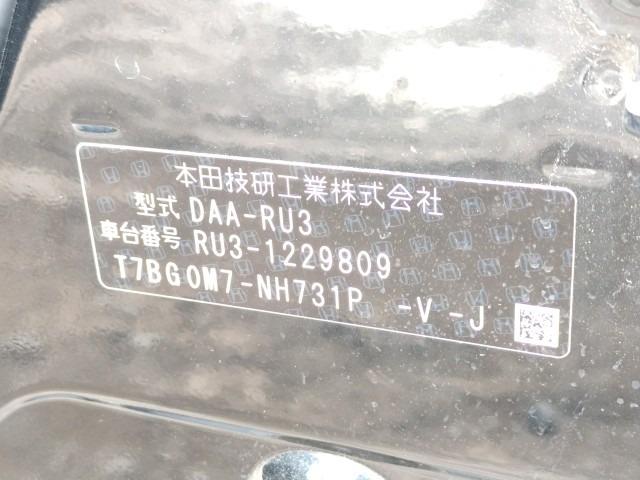 本田技研工業株式会社
型式 DAA-RU3
車台番号 RU3-1229809
T7BG0M7-NH731P -V-J